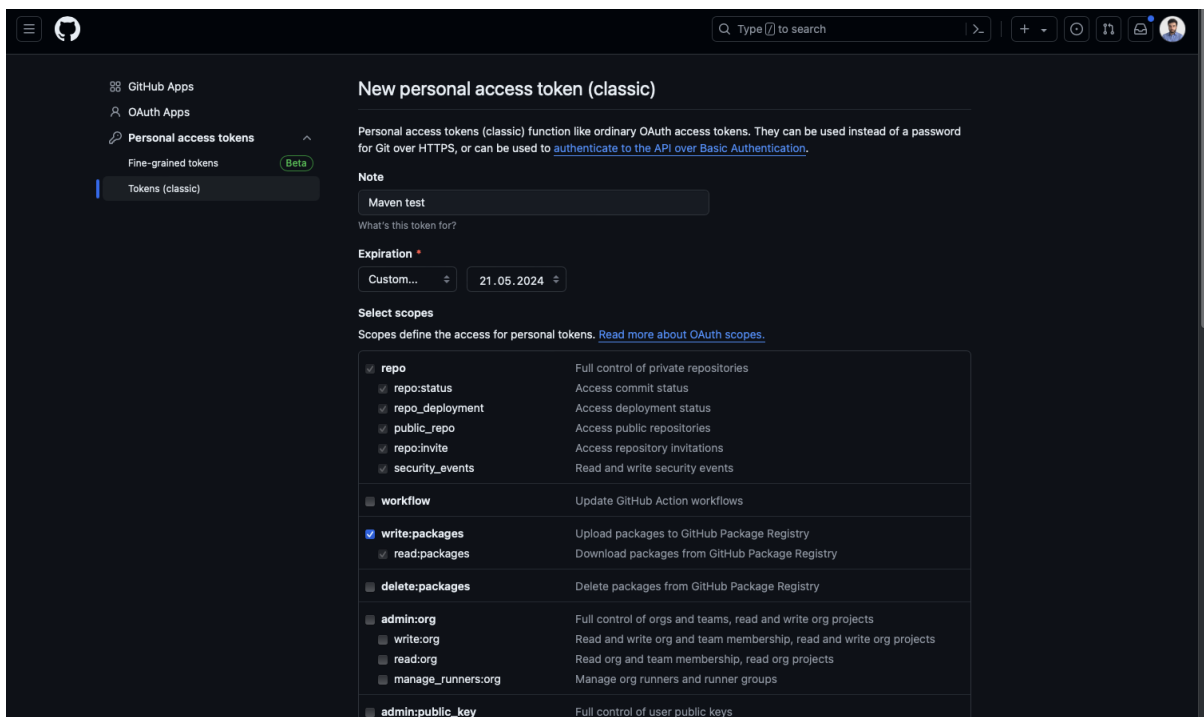 Type / to search
GitHub Apps
OAuth Apps
Personal access tokens
Fine-grained tokens Beta
Tokens (classic)
New personal access token (classic)
Personal access tokens (classic) function like ordinary OAuth access tokens. They can be used instead of a password
for Git over HTTPS, or can be used to authenticate to the API over Basic Authentication.
Note
Maven test
What's this token for?
Expiration *
Custom... 21.05.2024
Select scopes
Scopes define the access for personal tokens. Read more about OAuth scopes.
repo Full control of private repositories
repo:status Access commit status
repo_deployment Access deployment status
public_repo Access public repositories
repo:invite Access repository invitations
security_events Read and write security events
workflow Update GitHub Action workflows
write:packages Upload packages to GitHub Package Registry
read:packages Download packages from GitHub Package Registry
delete:packages Delete packages from GitHub Package Registry
admin:org Full control of orgs and teams, read and write org projects
write:org Read and write org and team membership, read and write org projects
read:org Read org and team membership, read org projects
manage_runners:org Manage org runners and runner groups
admin:public_key Full control of user public keys